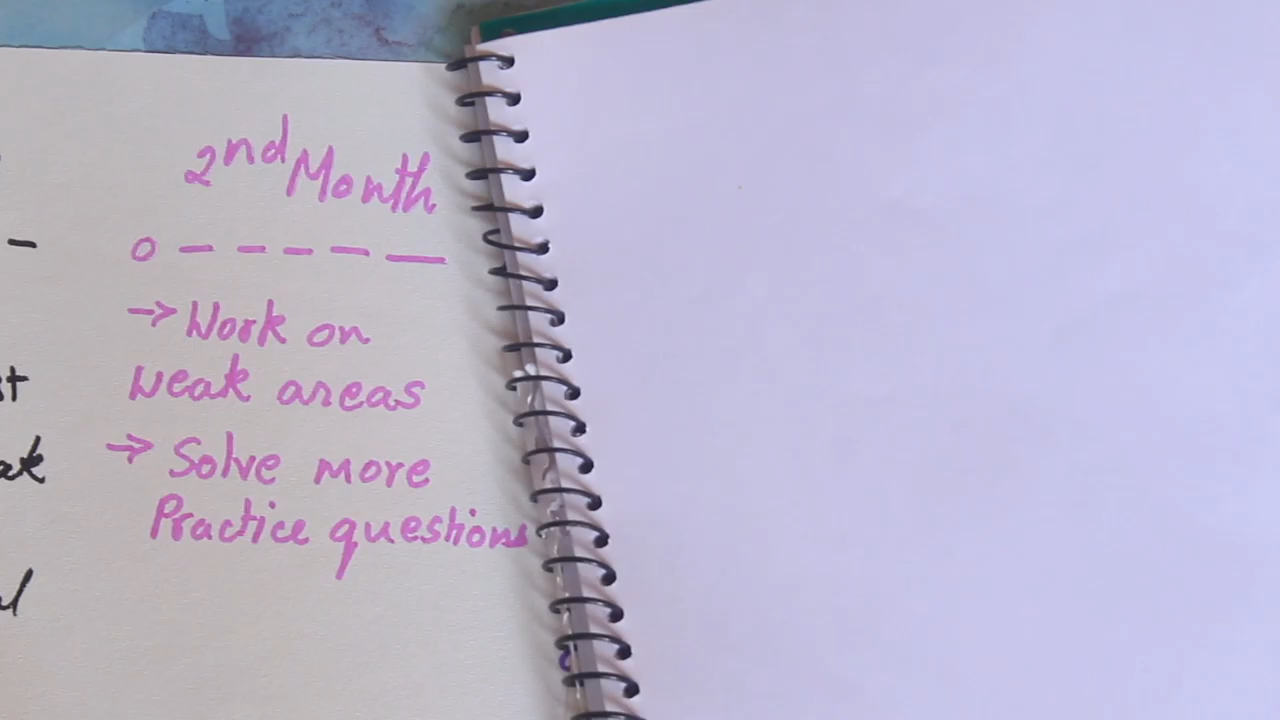 2nd Month
→ Work on
weak areas
→ Solve more
Practice questions